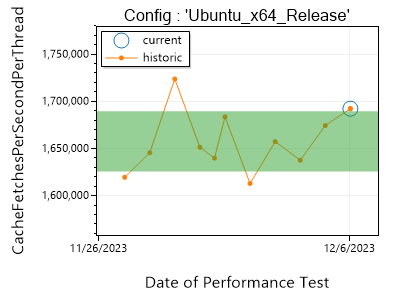 Config : 'Ubuntu_x64_Release'
CacheFetchesPerSecondPerThread
current
historic
1,750,000
1,700,000
1,650,000
1,600,000
11/26/2023
12/6/2023
Date of Performance Test